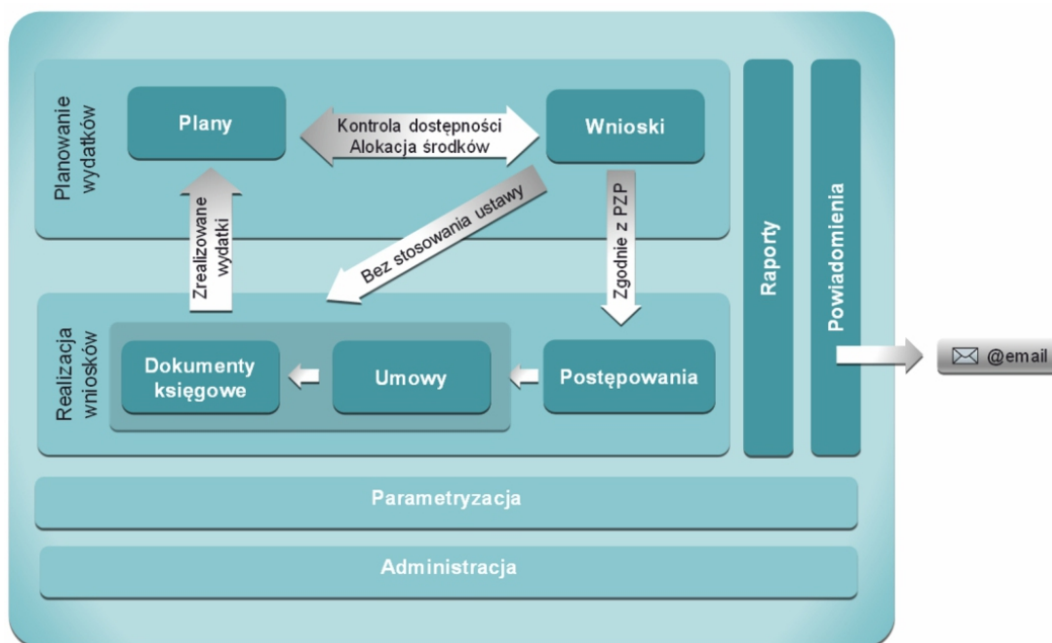 Planowanie
wydatków
Plany
Kontrola dostępności
Alokacja środków
Wnioski
Zrealizowane
wydatki
Bez stosowania ustawy
Zgodnie z PZP
Realizacja
wniosków
Dokumenty
księgowe
Umowy
Postępowania
Raporty
Powiadomienia
@email
Parametryzacja
Administracja